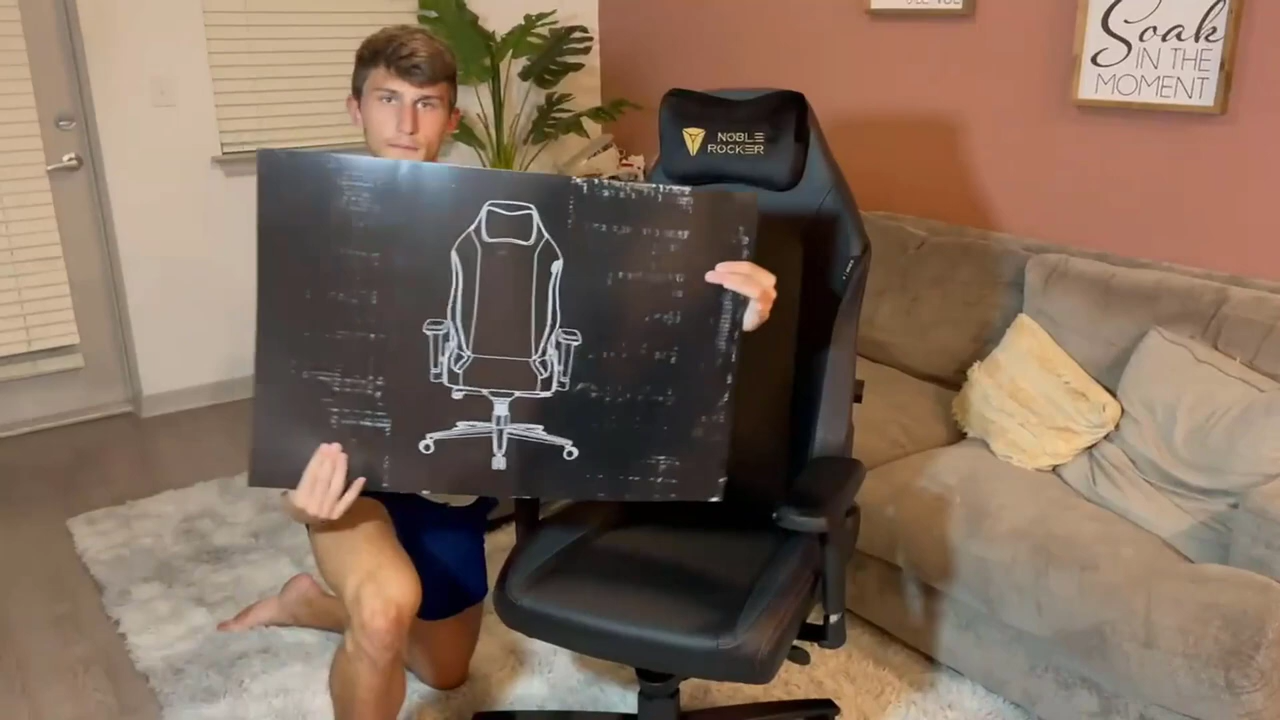 NOBLE
ROCKER
Soak
IN THE
MOMENT